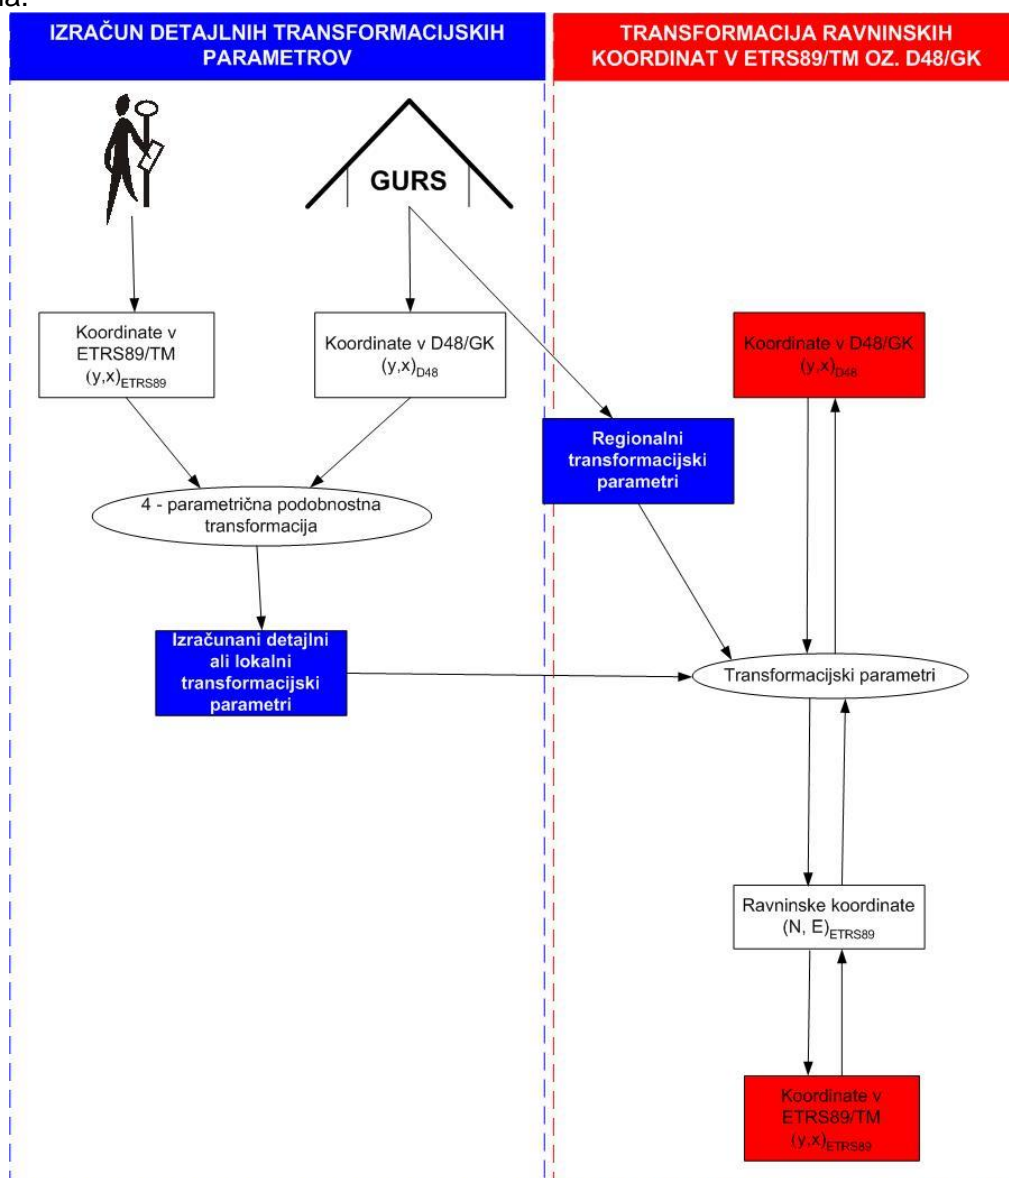 na.
IZRAČUN DETAJLNIH TRANSFORMACIJSKIH
PARAMETROV
TRANSFORMACIJA RAVNINSKIH
KOORDINAT V ETRS89/TM OZ. D48/GK
GURS
Koordinate v
ETRS89/TM
(y,x)ETRS89
Koordinate v D48/GK
(y,x)D48
Koordinate v D48/GK
(y,x)D48
Regionalni
transformacijski
parametri
4 - parametrična podobnostna
transformacija
Izračunani detajlni
ali lokalni
transformacijski
parametri
Transformacijski parametri
Ravninske koordinate
(N, E)ETRS89
Koordinate v
ETRS89/TM
(y,x)ETRS89